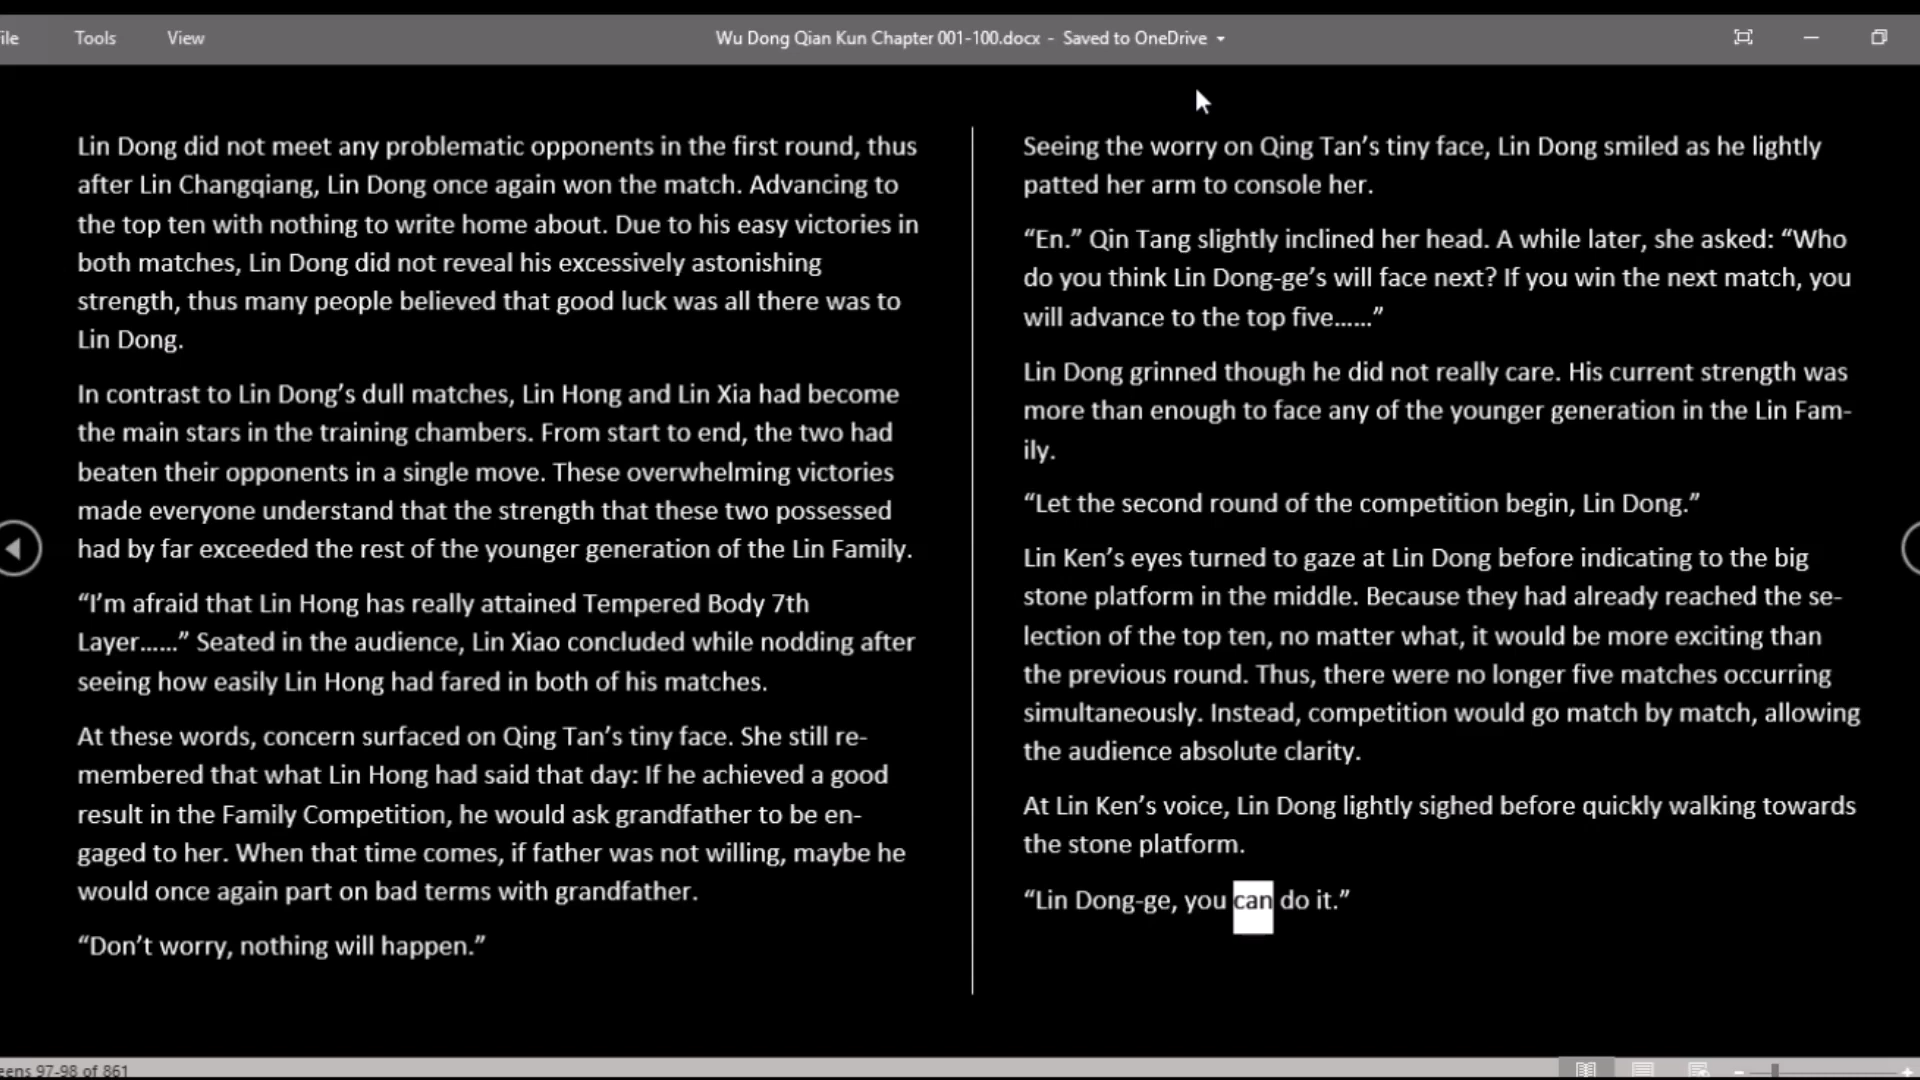 ile Tools View Wu Dong Qian Kun Chapter 001-100.docx - Saved to OneDrive
Lin Dong did not meet any problematic opponents in the first round, thus
after Lin Changqiang, Lin Dong once again won the match. Advancing to
the top ten with nothing to write home about. Due to his easy victories in
both matches, Lin Dong did not reveal his excessively astonishing
strength, thus many people believed that good luck was all there was to
Lin Dong.
In contrast to Lin Dong’s dull matches, Lin Hong and Lin Xia had become
the main stars in the training chambers. From start to end, the two had
beaten their opponents in a single move. These overwhelming victories
made everyone understand that the strength that these two possessed
had by far exceeded the rest of the younger generation of the Lin Family.
“I’m afraid that Lin Hong has really attained Tempered Body 7th
Layer……” Seated in the audience, Lin Xiao concluded while nodding after
seeing how easily Lin Hong had fared in both of his matches.
At these words, concern surfaced on Qing Tan’s tiny face. She still re-
membered that what Lin Hong had said that day: If he achieved a good
result in the Family Competition, he would ask grandfather to be en-
gaged to her. When that time comes, if father was not willing, maybe he
would once again part on bad terms with grandfather.
“Don’t worry, nothing will happen.”
Seeing the worry on Qing Tan’s tiny face, Lin Dong smiled as he lightly
patted her arm to console her.
“En.” Qin Tang slightly inclined her head. A while later, she asked: “Who
do you think Lin Dong-ge’s will face next? If you win the next match, you
will advance to the top five……”
Lin Dong grinned though he did not really care. His current strength was
more than enough to face any of the younger generation in the Lin Fam-
ily.
“Let the second round of the competition begin, Lin Dong.”
Lin Ken’s eyes turned to gaze at Lin Dong before indicating to the big
stone platform in the middle. Because they had already reached the se-
lection of the top ten, no matter what, it would be more exciting than
the previous round. Thus, there were no longer five matches occurring
simultaneously. Instead, competition would go match by match, allowing
the audience absolute clarity.
At Lin Ken’s voice, Lin Dong lightly sighed before quickly walking towards
the stone platform.
“Lin Dong-ge, you can do it.”
eens 97-98 of 861